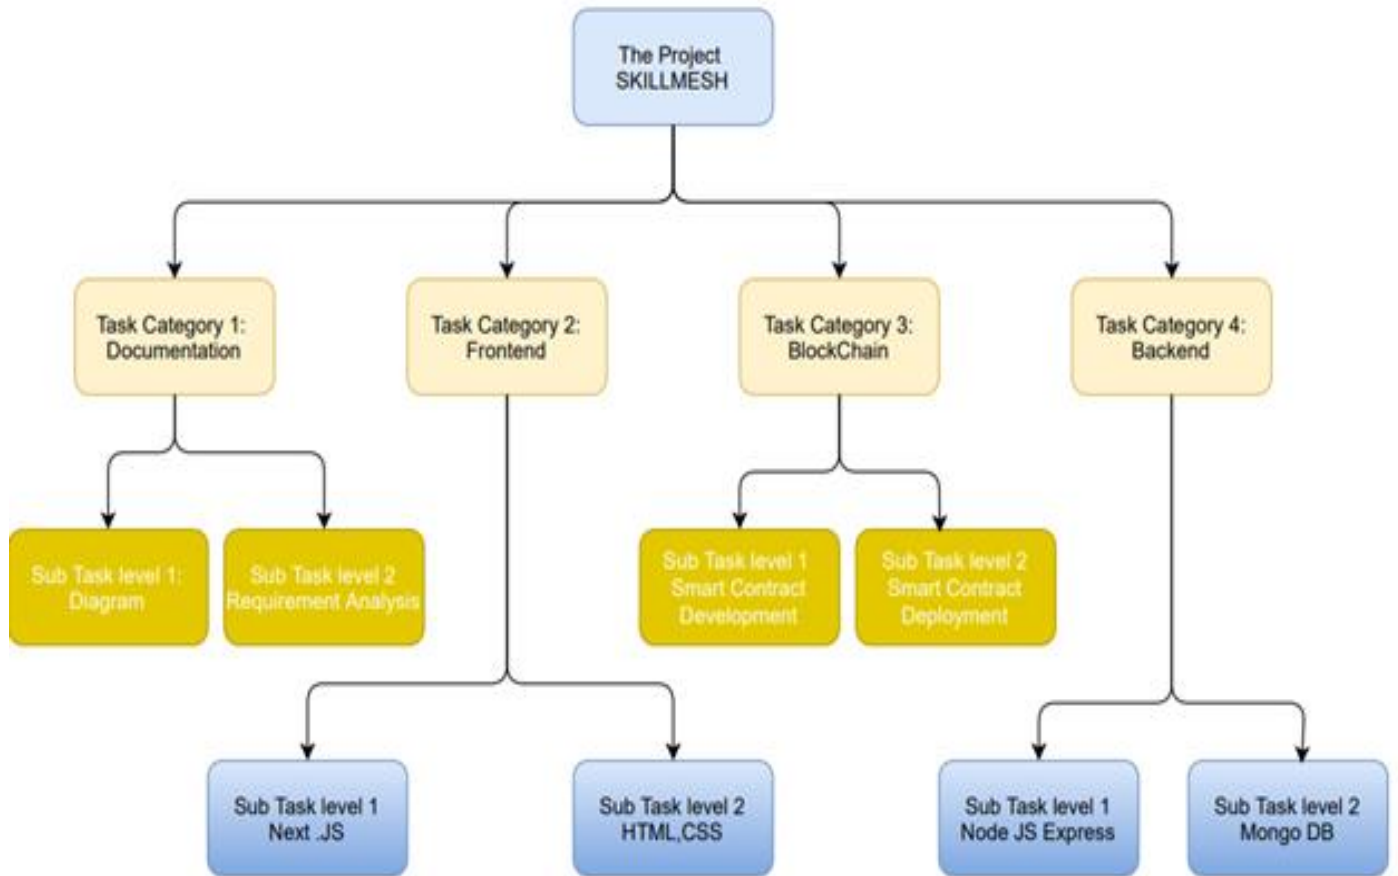 The Project
SKILLMESH
Task Category 1:
Documentation
Task Category 2:
Frontend
Task Category 3:
BlockChain
Task Category 4:
Backend
Sub Task level 1:
Diagram
Sub Task level 2
Requirement Analysis
Sub Task level 1
Smart Contract
Development
Sub Task level 2
Smart Contract
Deployment
Sub Task level 1
Next .JS
Sub Task level 2
HTML,CSS
Sub Task level 1
Node JS Express
Sub Task level 2
Mongo DB